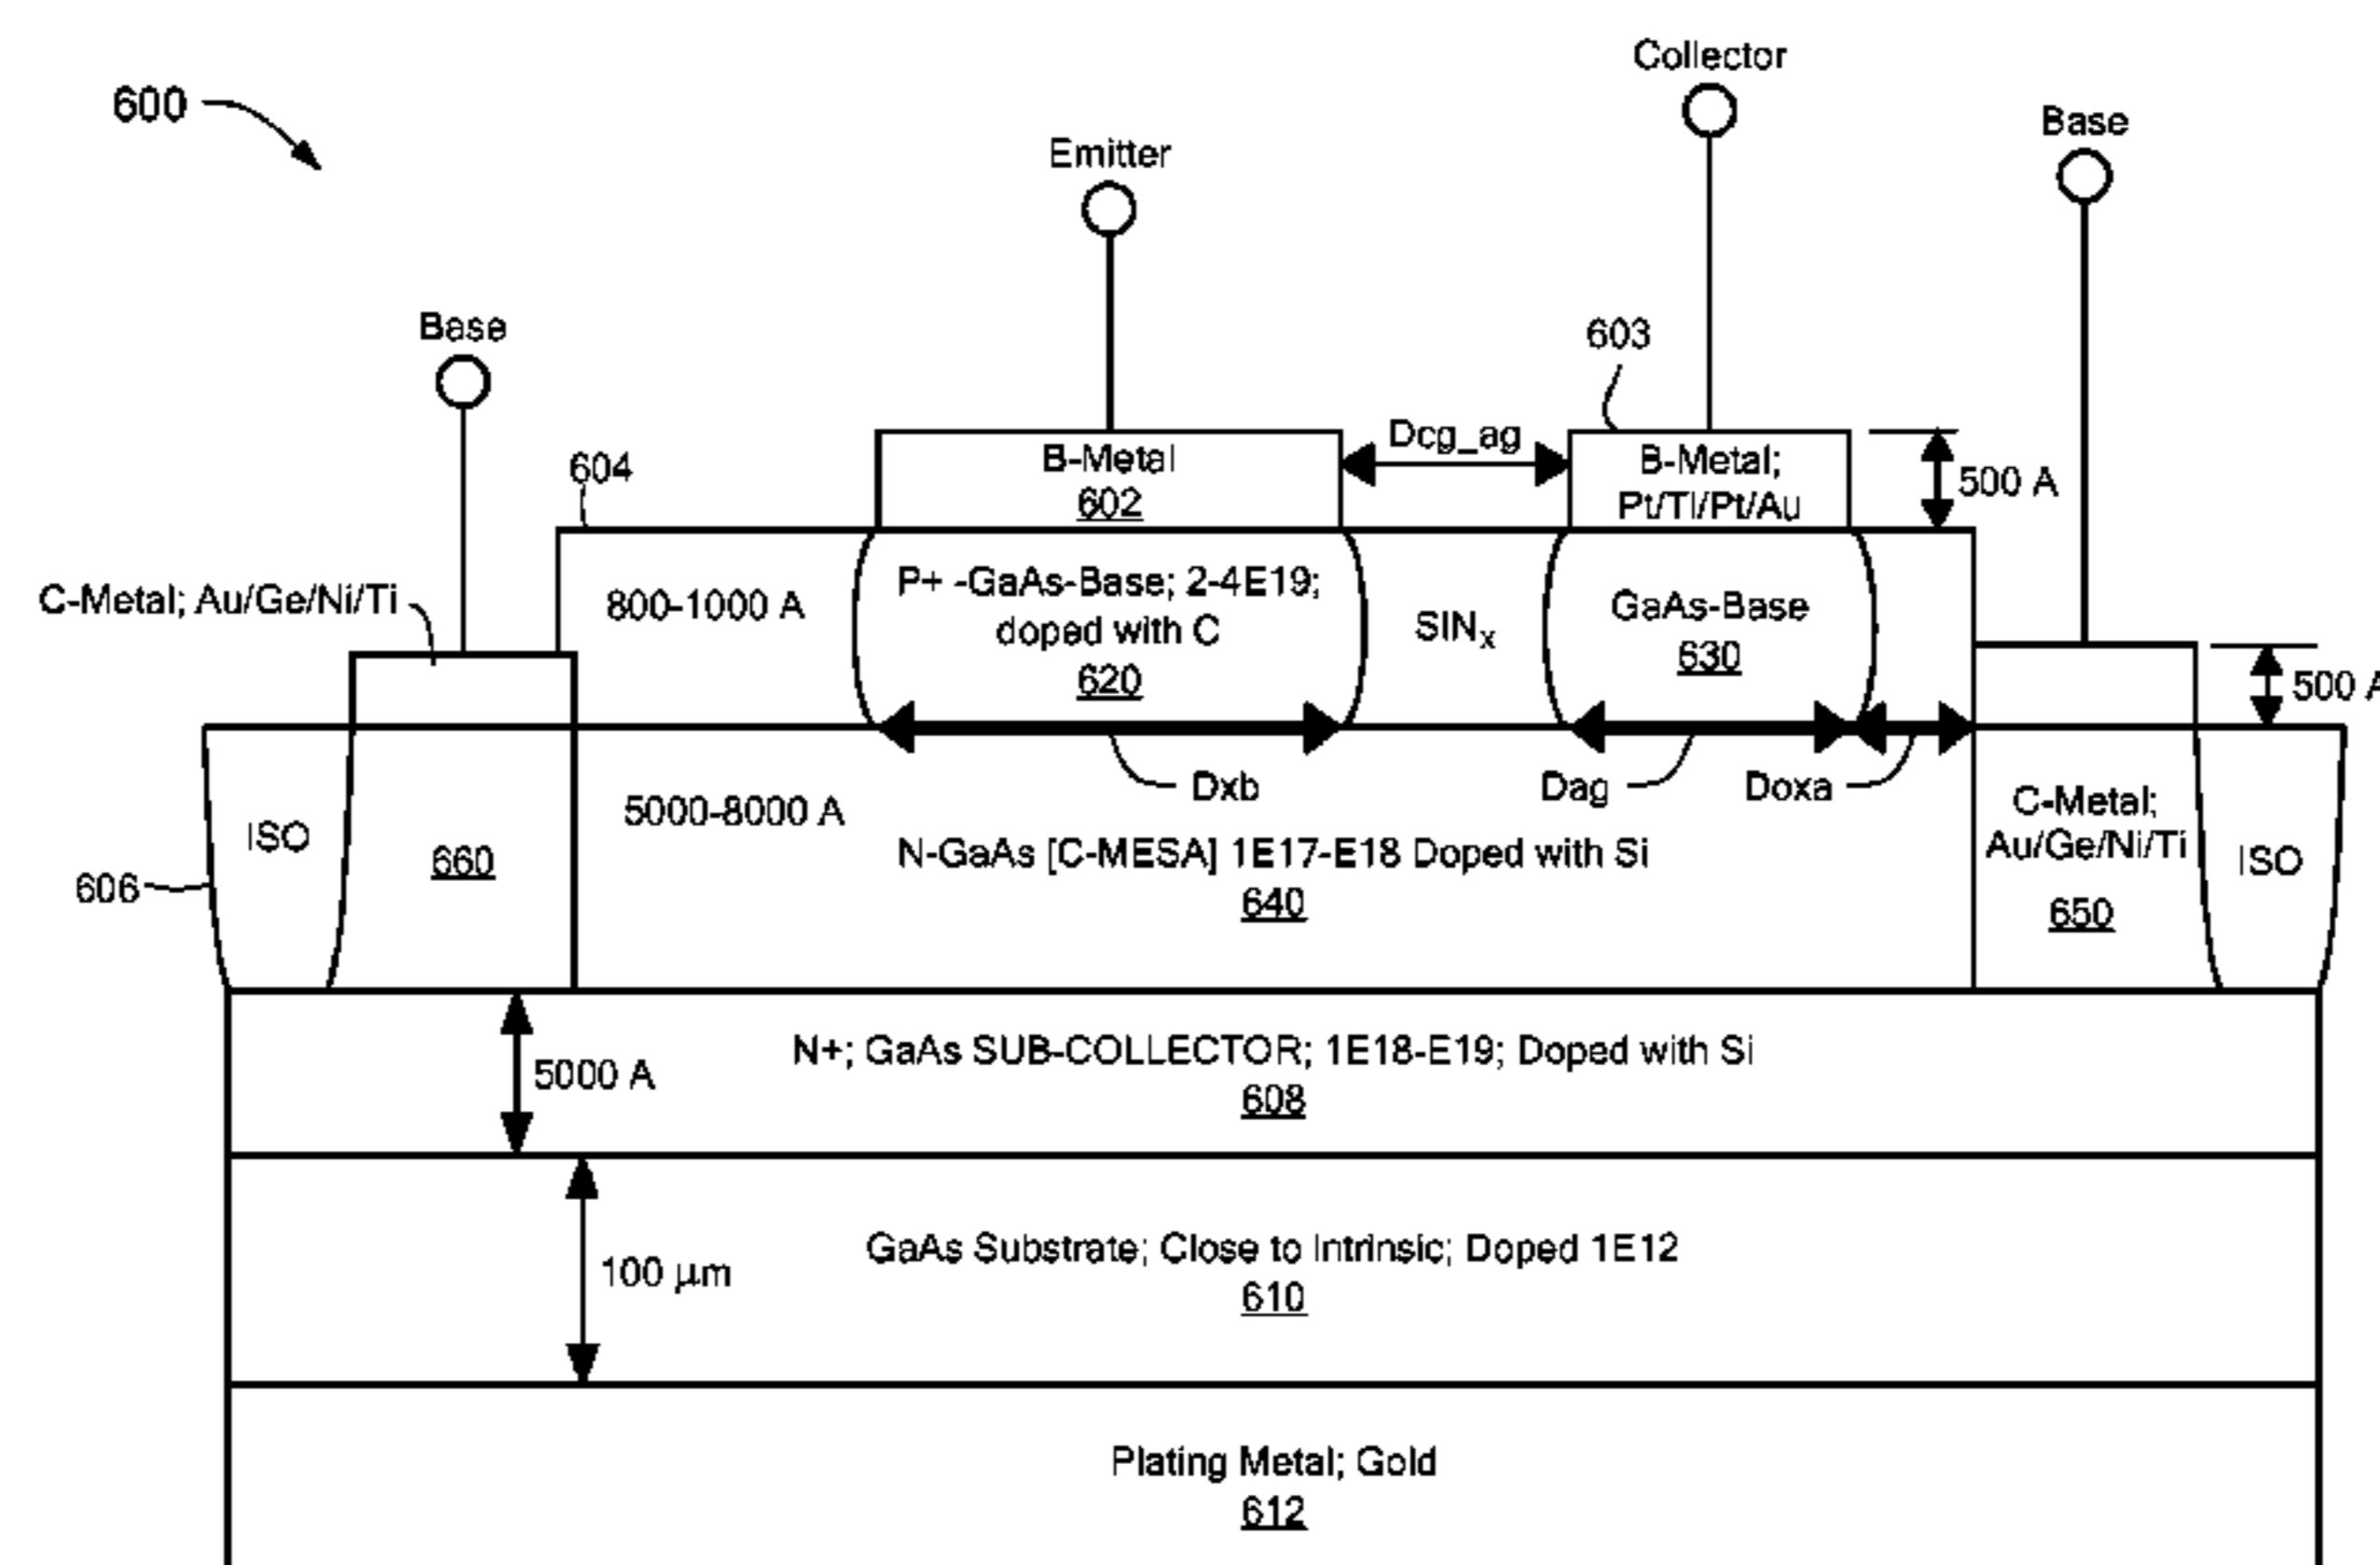 600
Collector
Base
Emitter
Base
603
Dcg_ag
604
B-Metal
602
B-Metal;
Pt/Ti/Pt/Au
500 A
C-Metal; Au/Ge/Ni/Ti
800-1000 A
P+ -GaAs-Base; 2-4E19;
doped with C
620
SINx
GaAs-Base
630
500 A
Dxb
Dag
Doxa
606
ISO
660
5000-8000 A
N-GaAs [C-MESA] 1E17-E18 Doped with Si
640
C-Metal;
Au/Ge/Ni/Ti
650
ISO
5000 A
N+; GaAs SUB-COLLECTOR; 1E18-E19; Doped with Si
608
100 μm
GaAs Substrate; Close to Intrinsic; Doped 1E12
610
Plating Metal; Gold
612